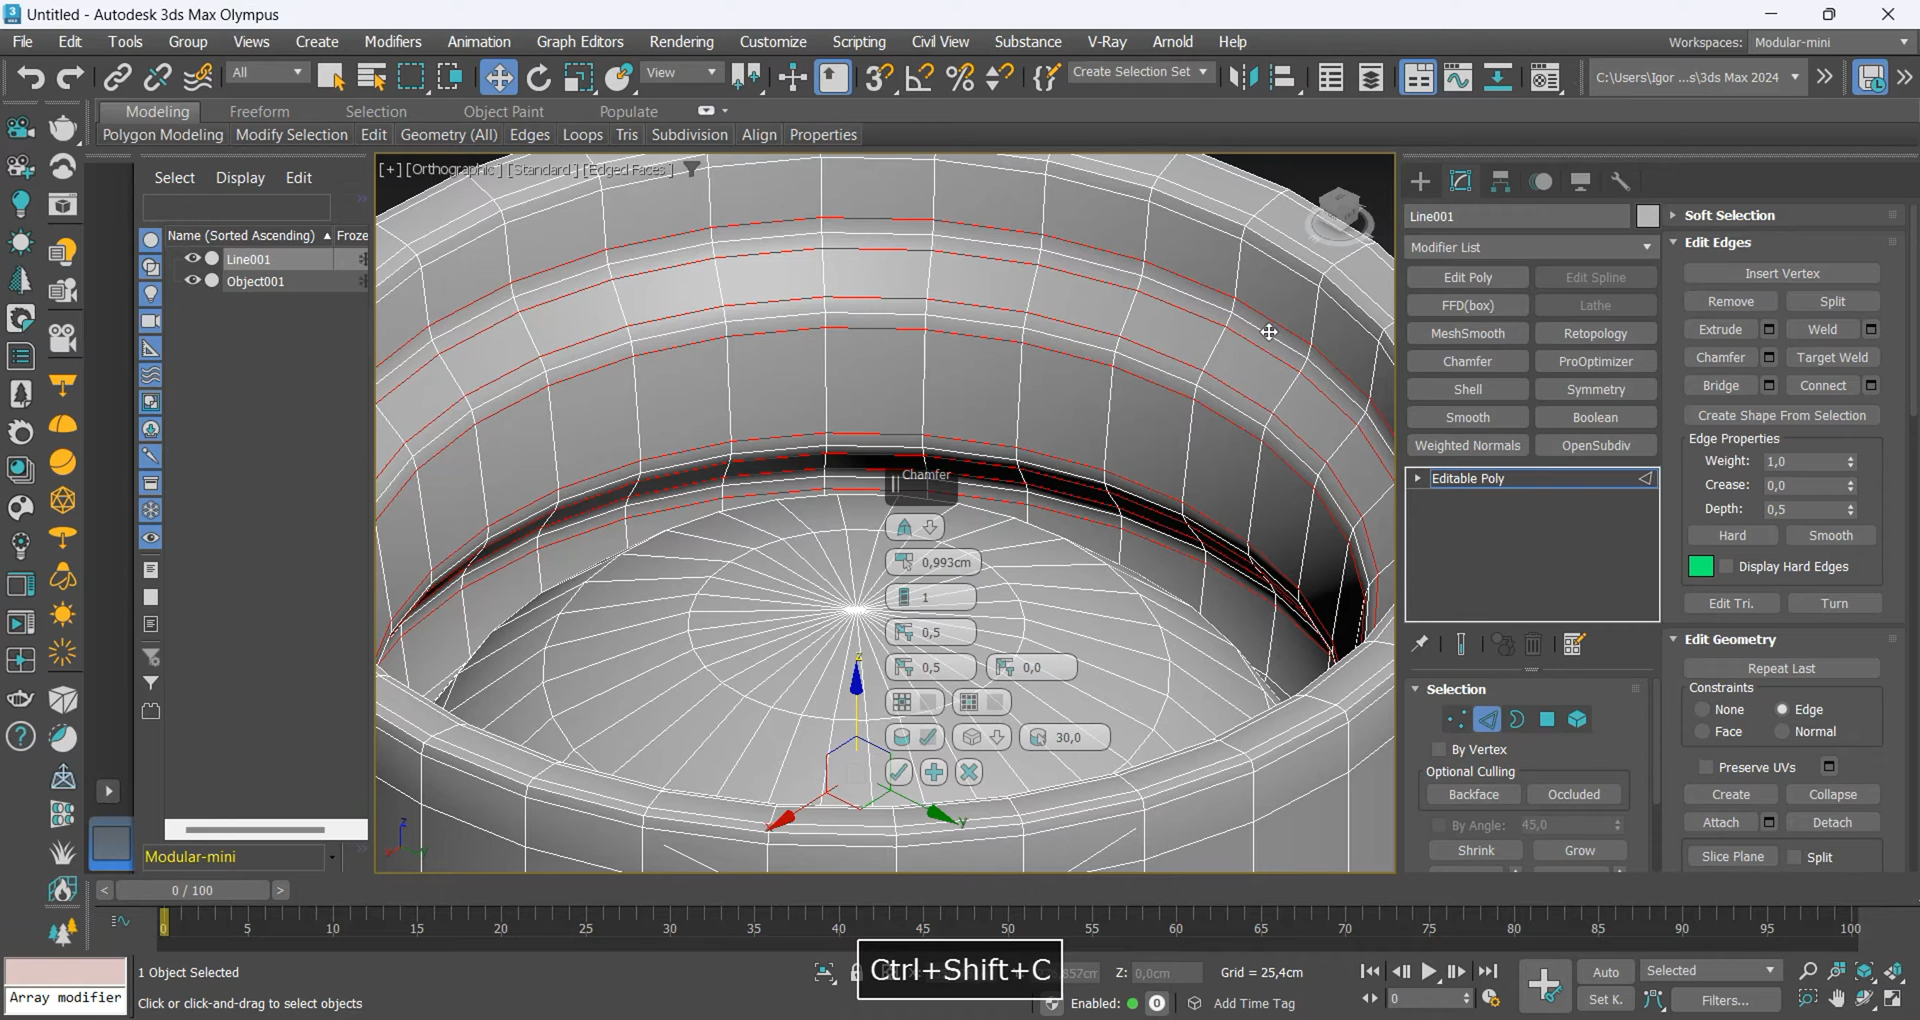 Untitled - Autodesk 3ds Max Olympus
File Edit Tools Group Views Create Modifiers Animation Graph Editors Rendering Customize Scripting Civil View Substance V-Ray Arnold Help
Workspaces: Modular-mini
All
View
Create Selection Set
C:\Users\Igor ...s\3ds Max 2024
Modeling Freeform Selection Object Paint Populate
Polygon Modeling Modify Selection Edit Geometry (All) Edges Loops Tris Subdivision Align Properties
Select Display Edit
Name (Sorted Ascending) Froze
Line001
Object001
Modular-mini
[+] [Orthographic ] [Standard ] [Edged Faces ]
Chamfer
0,993cm
1
0,5
0,5 0,0
30,0
z
y
x
Line001
Modifier List
Edit Poly Edit Spline
FFD(box) Lathe
MeshSmooth Retopology
Chamfer ProOptimizer
Shell Symmetry
Smooth Boolean
Weighted Normals OpenSubdiv
Editable Poly
Selection
By Vertex
Optional Culling
Backface Occluded
By Angle: 45,0
Shrink Grow
Soft Selection
Edit Edges
Insert Vertex
Remove Split
Extrude Weld
Chamfer Target Weld
Bridge Connect
Create Shape From Selection
Edge Properties
Weight: 1,0
Crease: 0,0
Depth: 0,5
Hard Smooth
Display Hard Edges
Edit Tri. Turn
Edit Geometry
Repeat Last
Constraints
None Edge
Face Normal
Preserve UVs
Create Collapse
Attach Detach
Slice Plane Split
< 0 / 100 >
0 5 10 15 20 25 30 35 40 45 50 55 60 65 70 75 80 85 90 95 100
Array modifier
1 Object Selected
Click or click-and-drag to select objects
Ctrl+Shift+C
Z: 0,0cm
Grid = 25,4cm
Enabled:
Add Time Tag
0
Auto
Selected
Set K.
Filters...